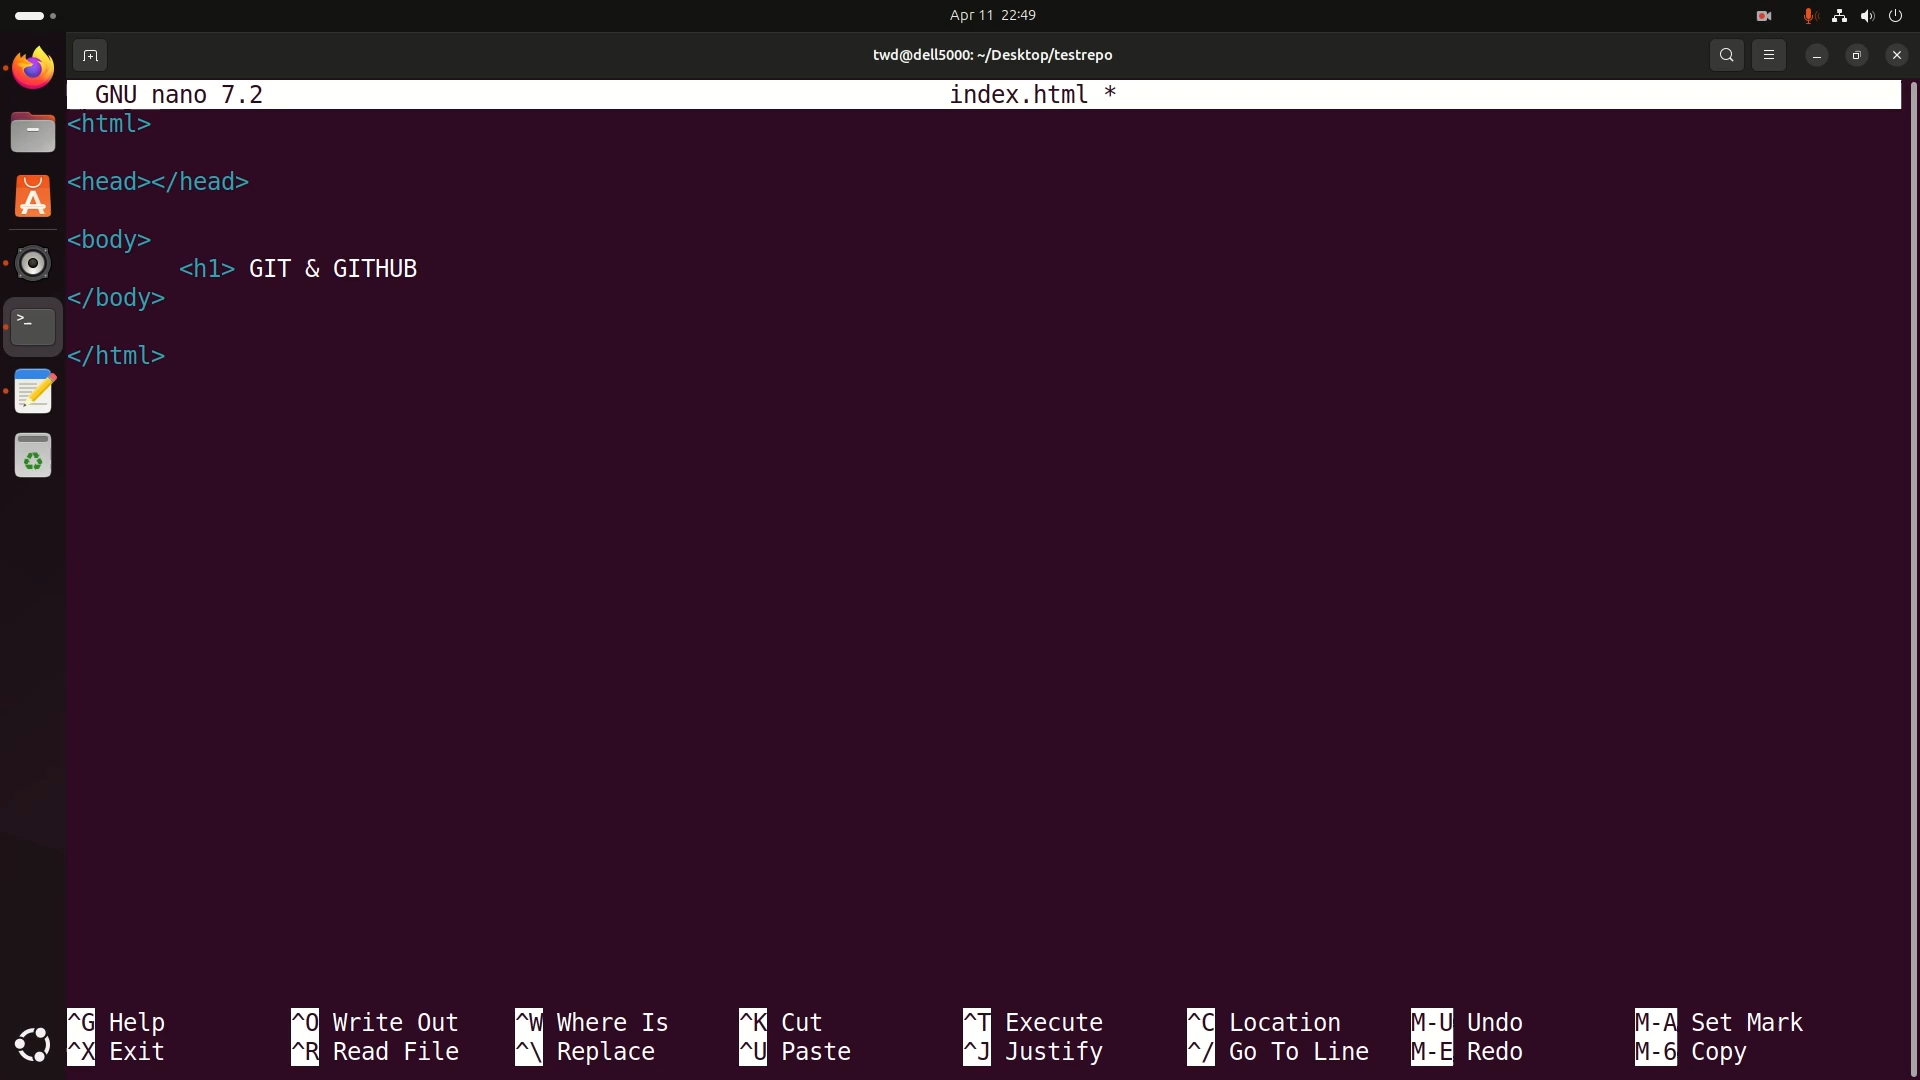 Apr 11 22:49
twd@dell5000: ~/Desktop/testrepo
GNU nano 7.2 index.html *
<html>
<head></head>
<body>
<h1> GIT & GITHUB
</body>
</html>
^G Help ^O Write Out ^W Where Is ^K Cut ^T Execute ^C Location M-U Undo M-A Set Mark
^X Exit ^R Read File ^\ Replace ^U Paste ^J Justify ^/ Go To Line M-E Redo M-6 Copy